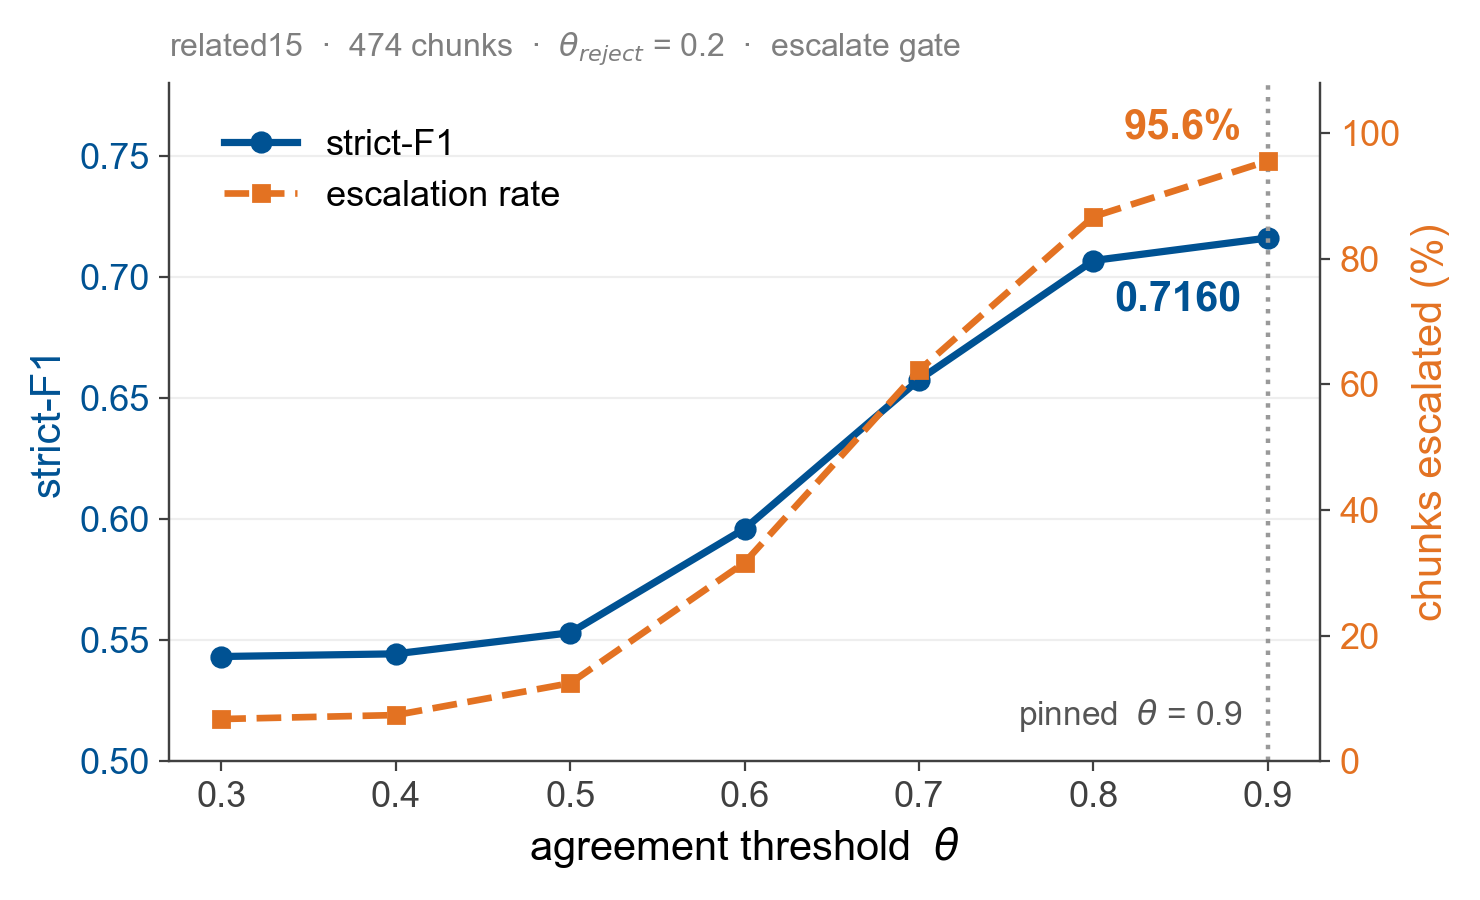 related15 · 474 chunks · θreject = 0.2 · escalate gate
strict-F1
escalation rate
95.6%
0.7160
pinned θ = 0.9
0.75
0.70
0.65
0.60
0.55
0.50
strict-F1
100
80
60
40
20
0
chunks escalated (%)
0.3 0.4 0.5 0.6 0.7 0.8 0.9
agreement threshold θ